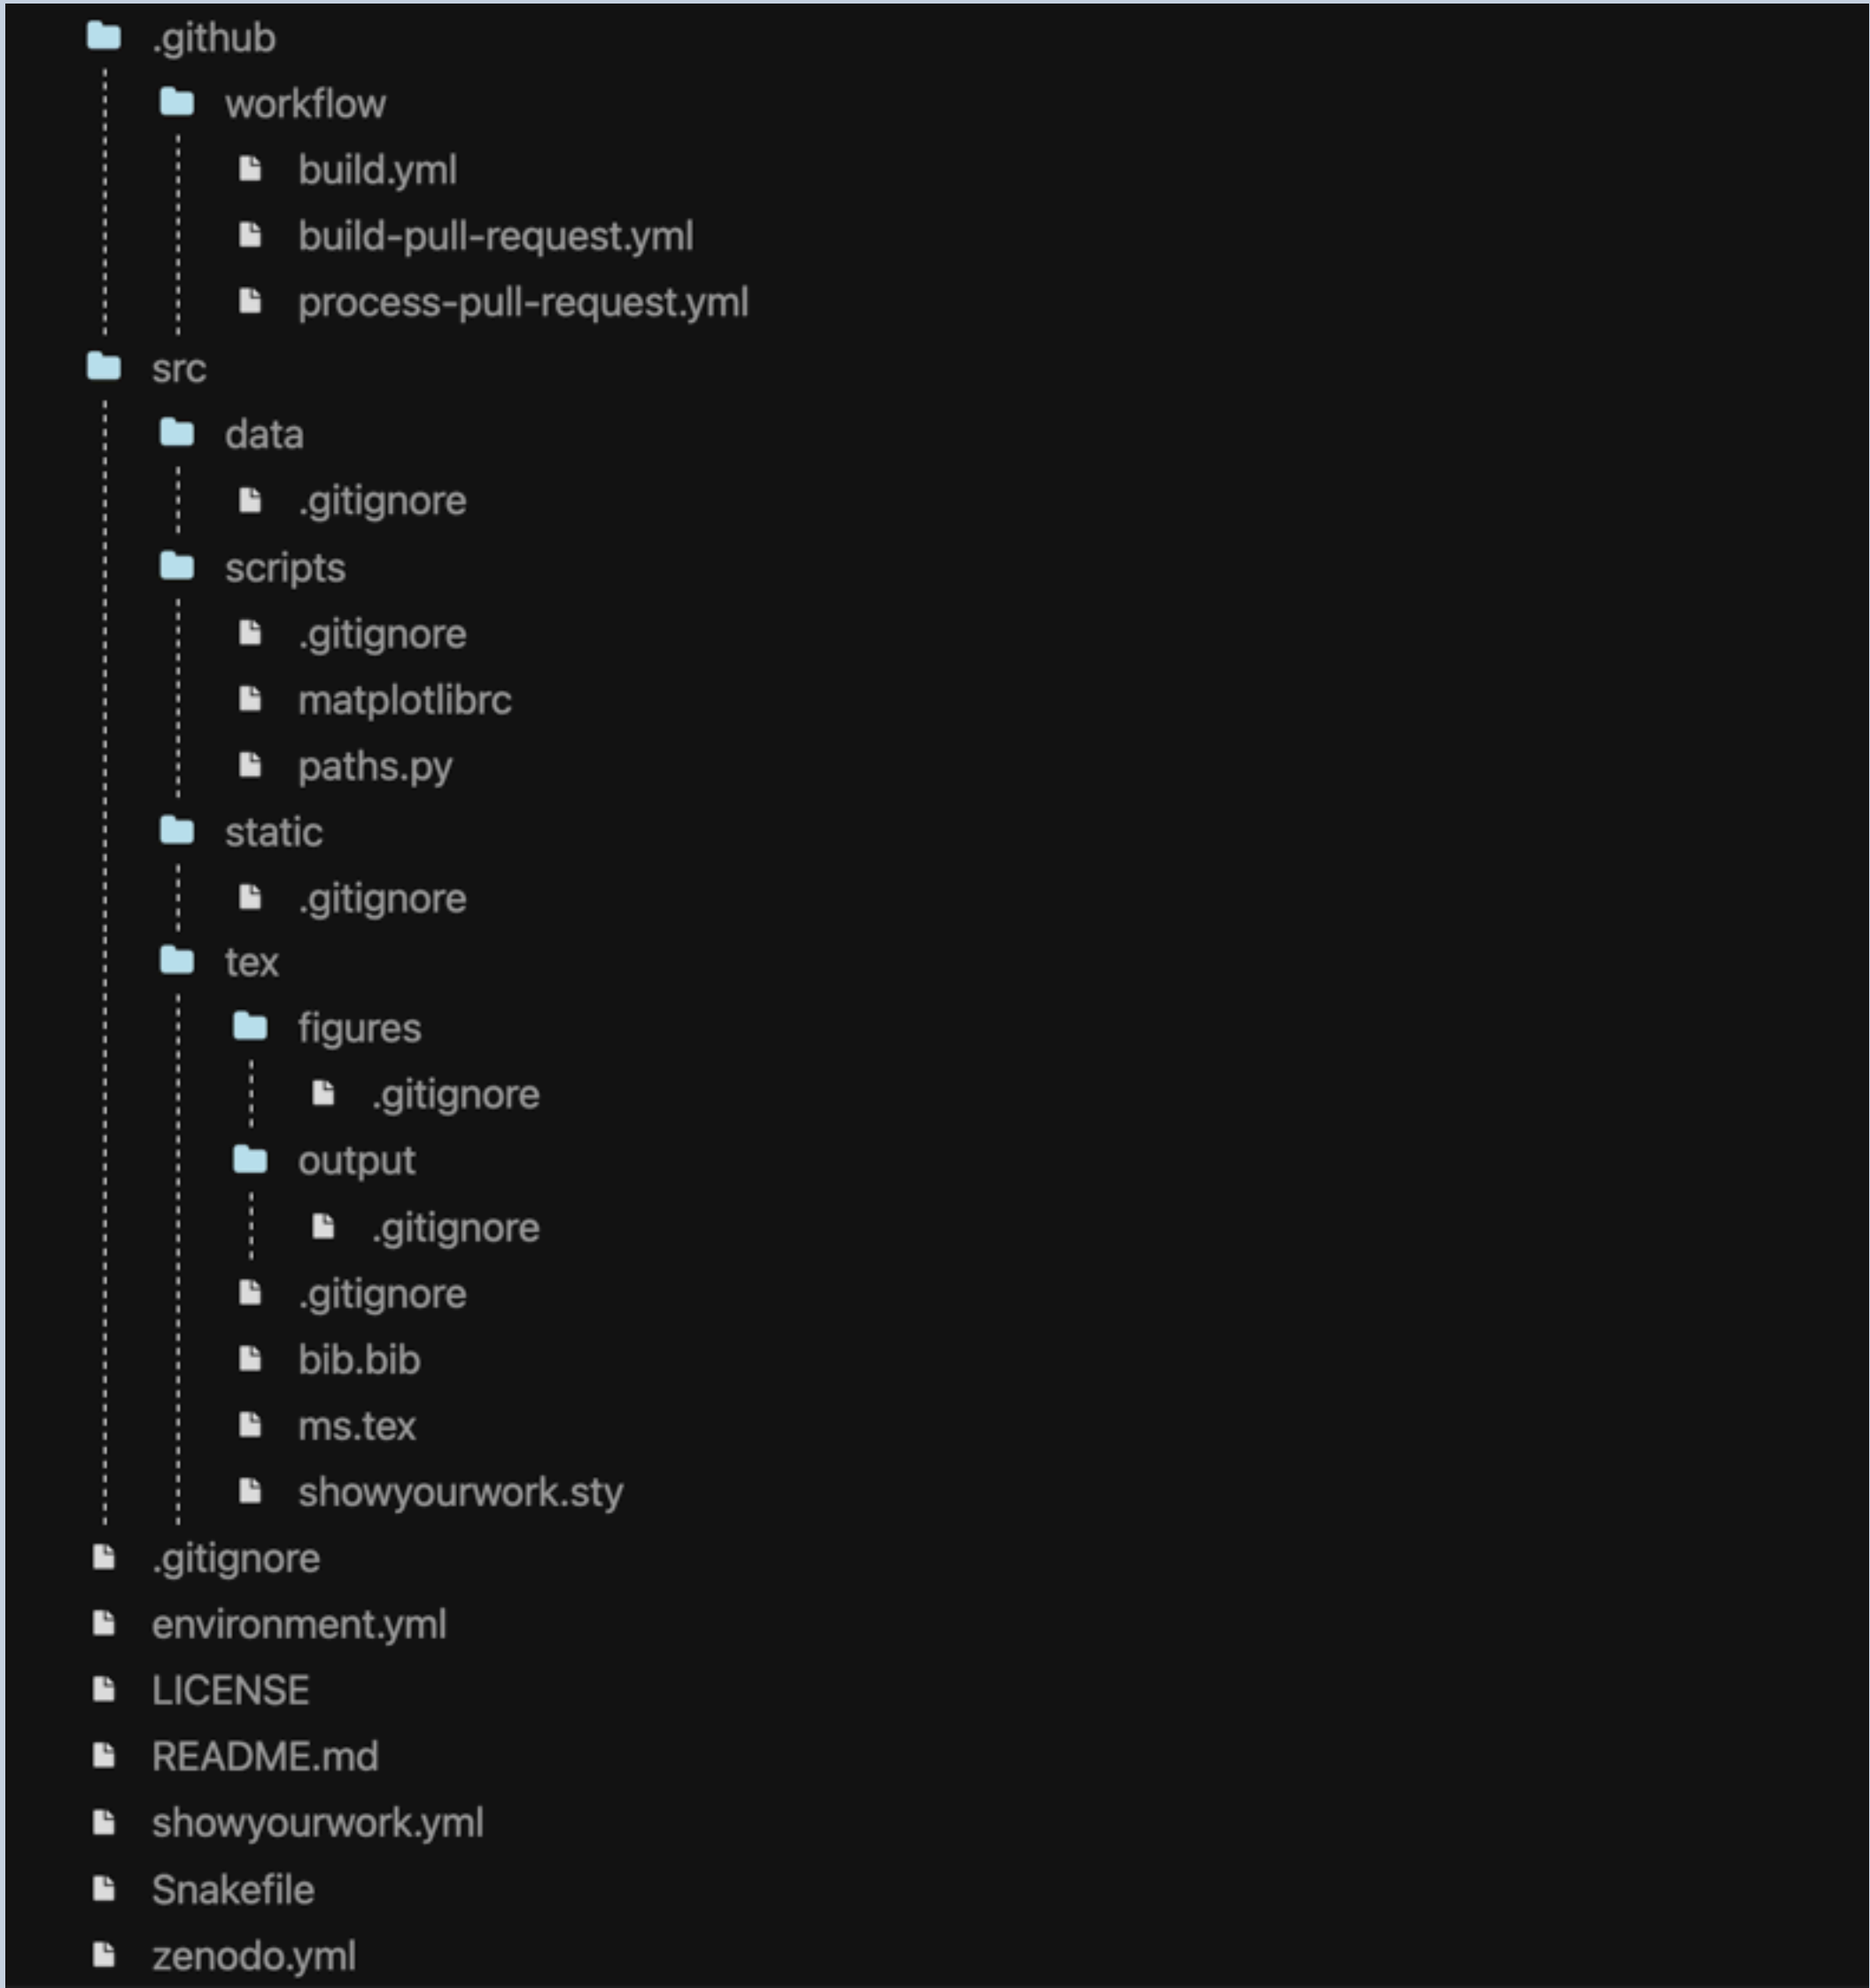 .github
workflow
build.yml
build-pull-request.yml
process-pull-request.yml
src
data
.gitignore
scripts
.gitignore
matplotlibrc
paths.py
static
.gitignore
tex
figures
.gitignore
output
.gitignore
.gitignore
bib.bib
ms.tex
showyourwork.sty
.gitignore
environment.yml
LICENSE
README.md
showyourwork.yml
Snakefile
zenodo.yml